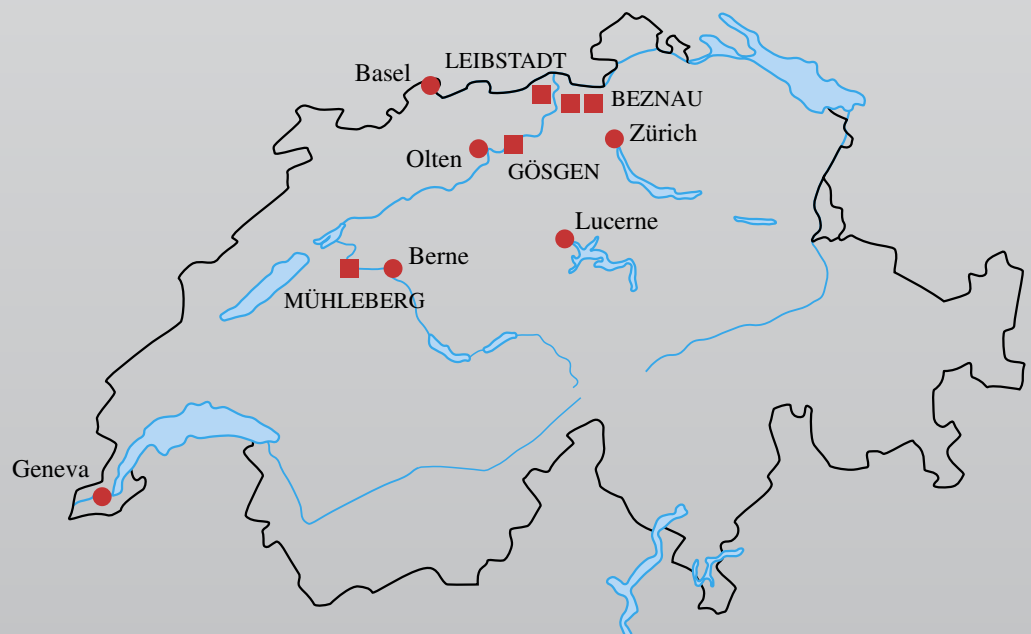 LEIBSTADT
Basel
BEZNAU
Zürich
Olten
GÖSGEN
Lucerne
Berne
MÜHLEBERG
Geneva